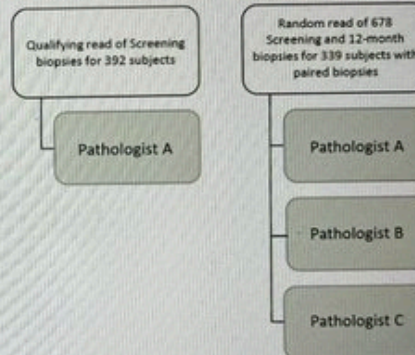 Qualifying read of Screening
biopsies for 392 subjects
Pathologist A
Random read of 678
Screening and 12-month
biopsies for 339 subjects with
paired biopsies
Pathologist A
Pathologist B
Pathologist C